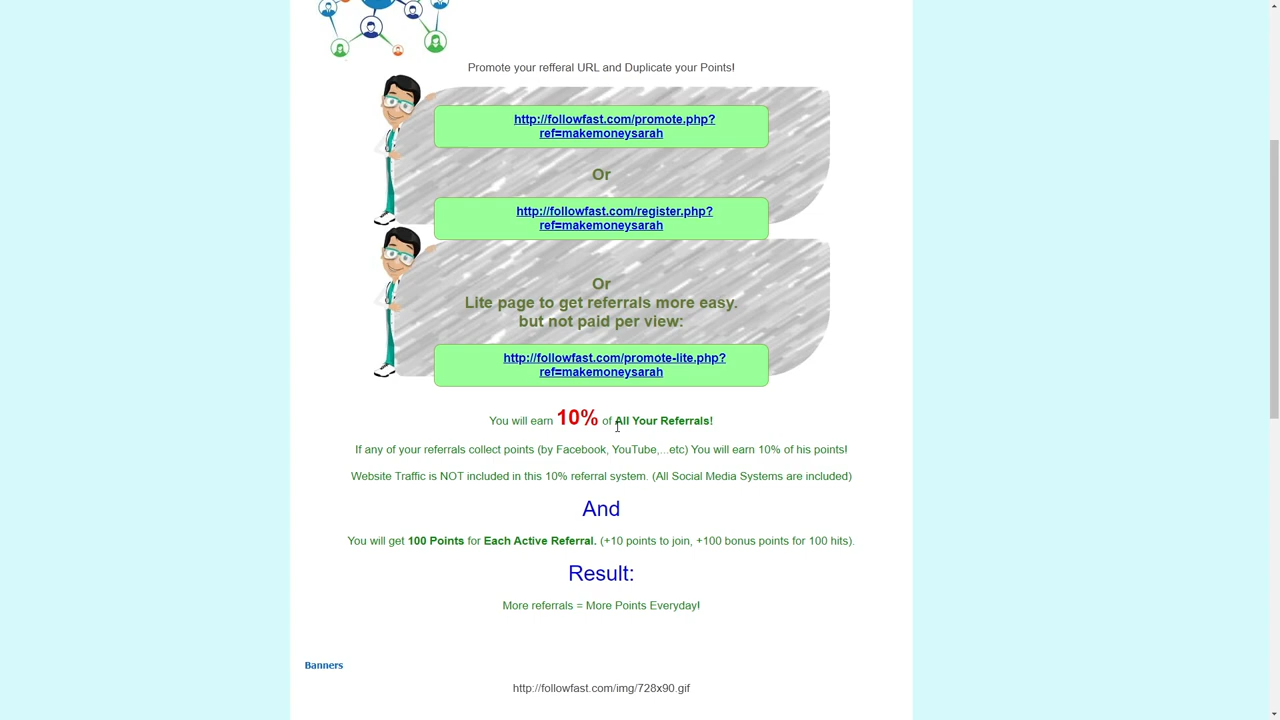 Promote your refferal URL and Duplicate your Points!
http://followfast.com/promote.php?
ref=makemoneysarah
Or
http://followfast.com/register.php?
ref=makemoneysarah
Or
Lite page to get referrals more easy.
but not paid per view:
http://followfast.com/promote-lite.php?
ref=makemoneysarah
You will earn 10% of All Your Referrals!
If any of your referrals collect points (by Facebook, YouTube,...etc) You will earn 10% of his points!
Website Traffic is NOT included in this 10% referral system. (All Social Media Systems are included)
And
You will get 100 Points for Each Active Referral. (+10 points to join, +100 bonus points for 100 hits).
Result:
More referrals = More Points Everyday!
Banners
http://followfast.com/img/728x90.gif